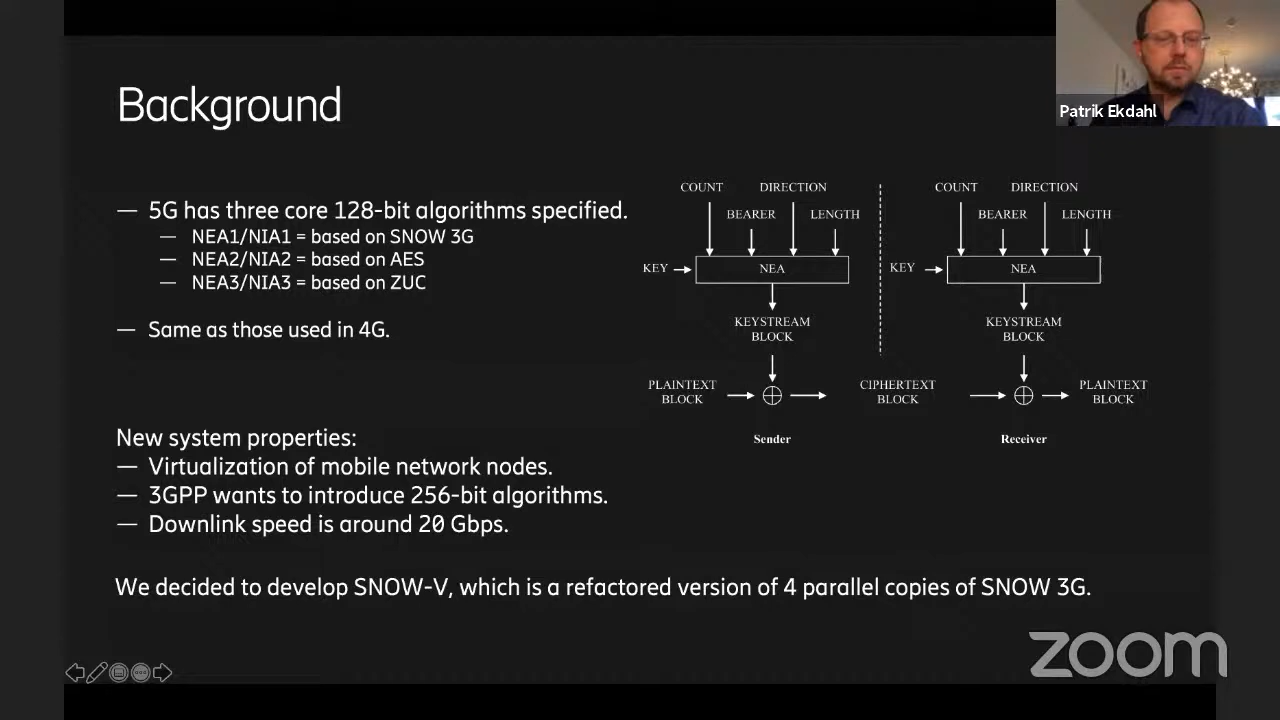 Background
Patrik Ekdahl
— 5G has three core 128-bit algorithms specified.
— NEA1/NIA1 = based on SNOW 3G
— NEA2/NIA2 = based on AES
— NEA3/NIA3 = based on ZUC
— Same as those used in 4G.
COUNT DIRECTION
BEARER LENGTH
KEY NEA
KEYSTREAM
BLOCK
PLAINTEXT
BLOCK
Sender
CIPHERTEXT
BLOCK
COUNT DIRECTION
BEARER LENGTH
KEY NEA
KEYSTREAM
BLOCK
PLAINTEXT
BLOCK
Receiver
New system properties:
— Virtualization of mobile network nodes.
— 3GPP wants to introduce 256-bit algorithms.
— Downlink speed is around 20 Gbps.
We decided to develop SNOW-V, which is a refactored version of 4 parallel copies of SNOW 3G.
zoom